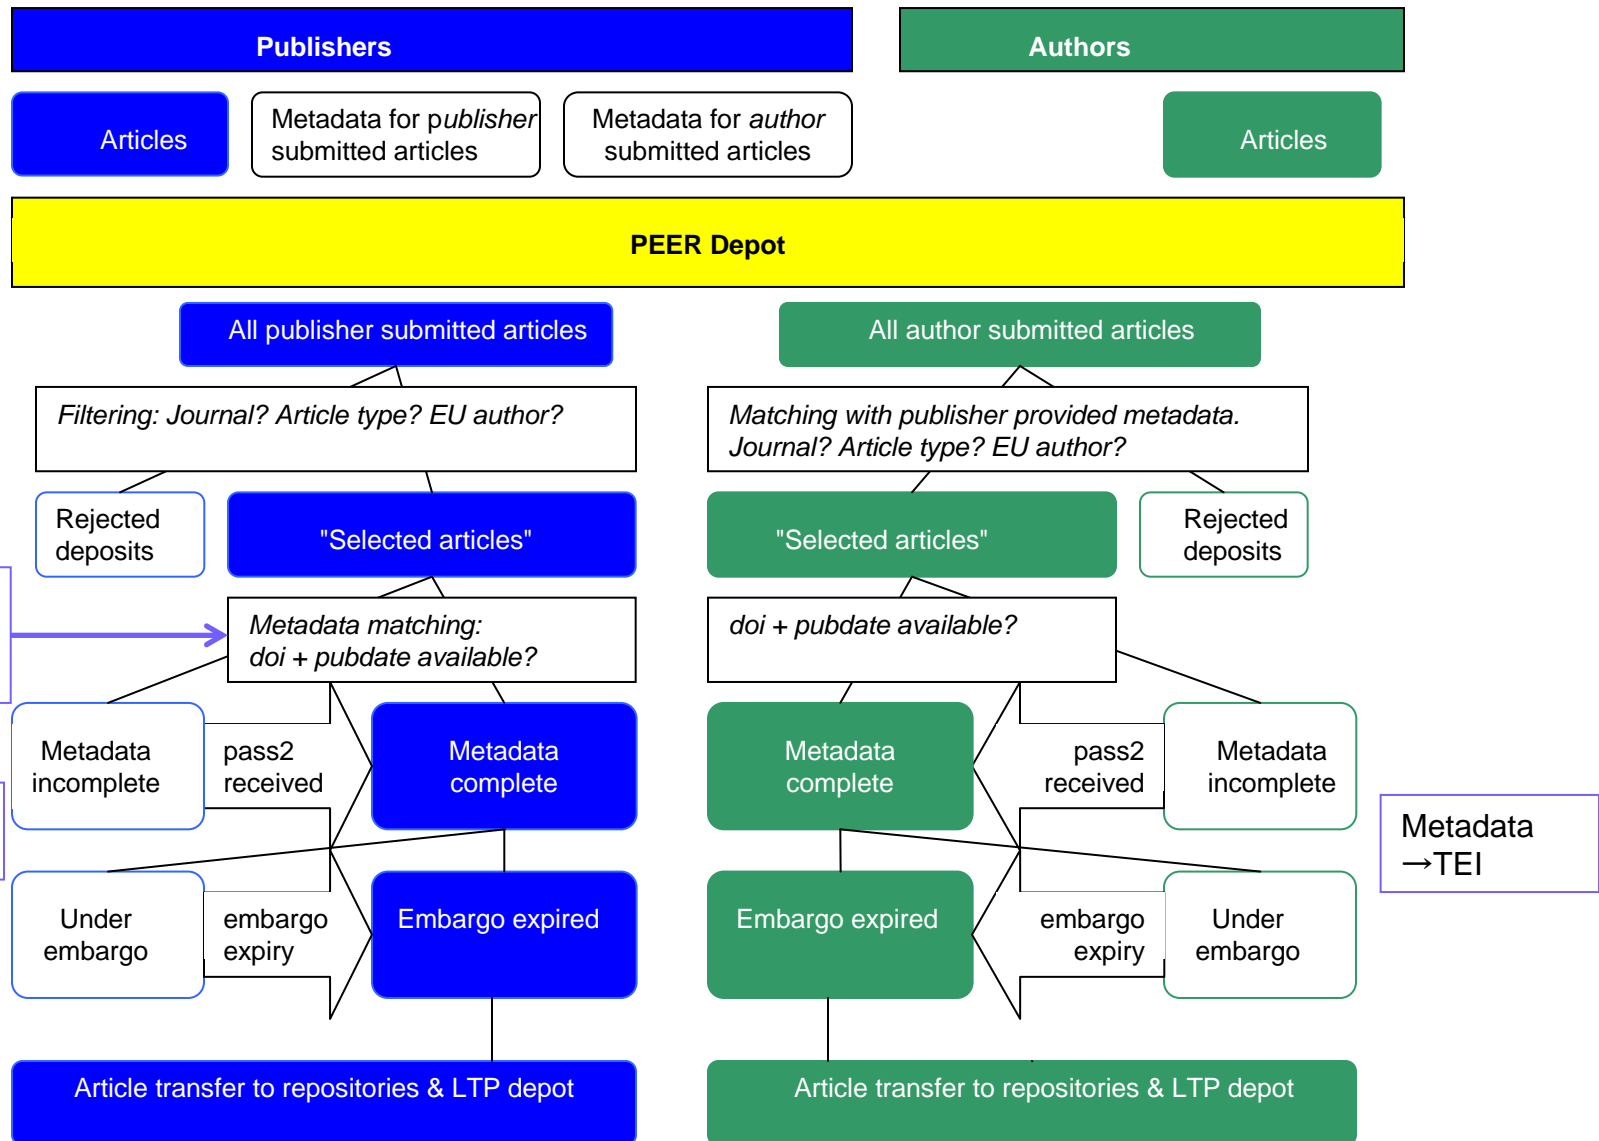 Publishers
Authors
Articles
Metadata for publisher
submitted articles
Metadata for author
submitted articles
Articles
PEER Depot
All publisher submitted articles
All author submitted articles
Filtering: Journal? Article type? EU author?
Matching with publisher provided metadata.
Journal? Article type? EU author?
Rejected
deposits
"Selected articles"
"Selected articles"
Rejected
deposits
Metadata matching:
doi + pubdate available?
doi + pubdate available?
Metadata
incomplete
pass2
received
Metadata
complete
Metadata
complete
pass2
received
Metadata
incomplete
Metadata
→TEI
Under
embargo
embargo
expiry
Embargo expired
Embargo expired
embargo
expiry
Under
embargo
Article transfer to repositories & LTP depot
Article transfer to repositories & LTP depot